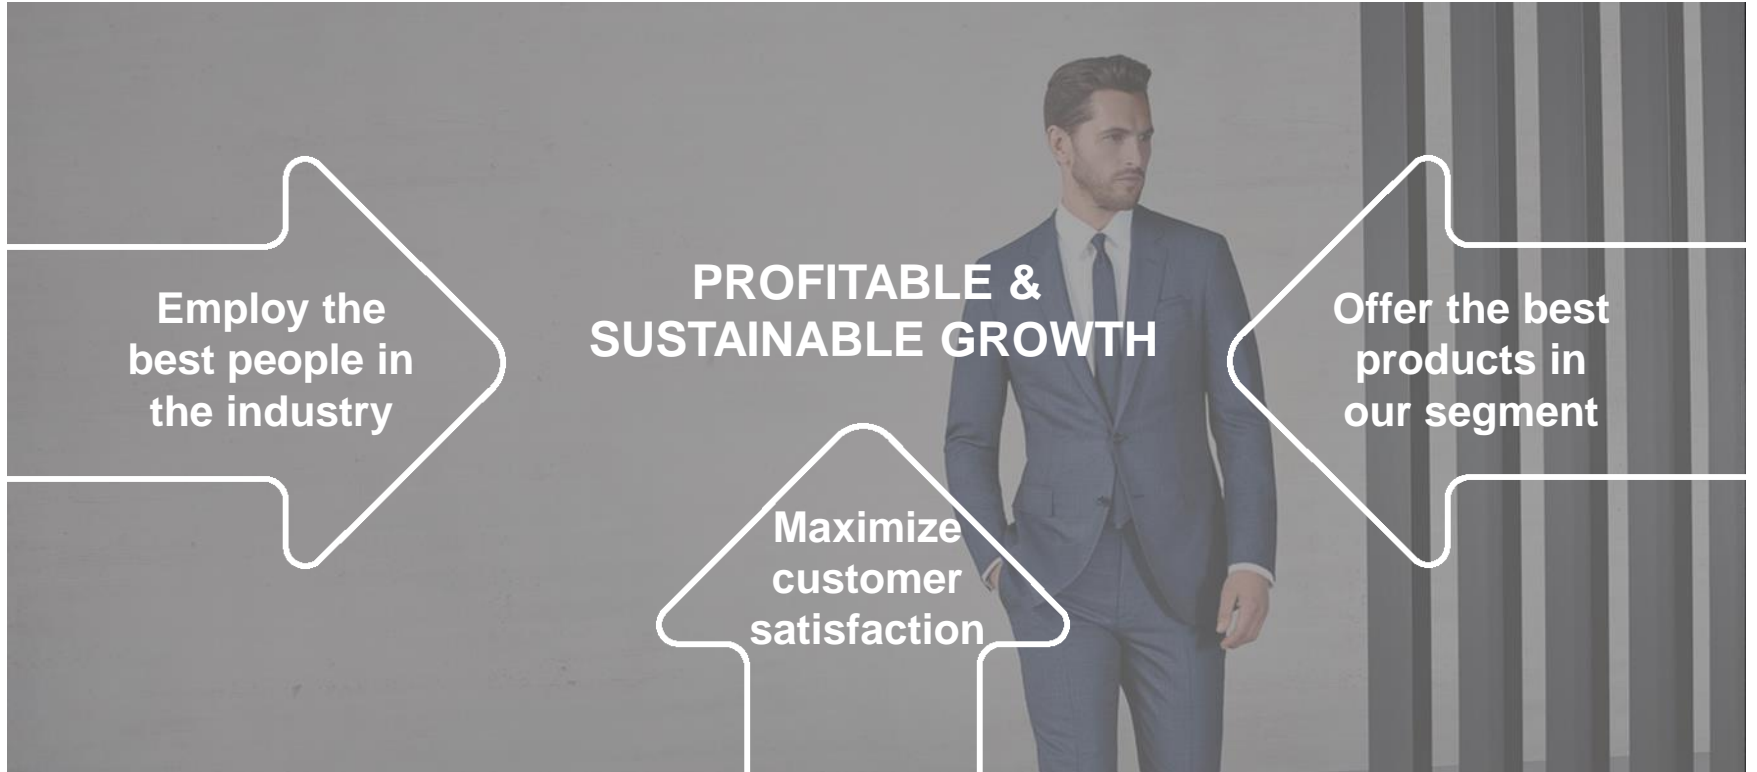 PROFITABLE &
SUSTAINABLE GROWTH
Employ the
best people in
the industry
Offer the best
products in
our segment
Maximize
customer
satisfaction